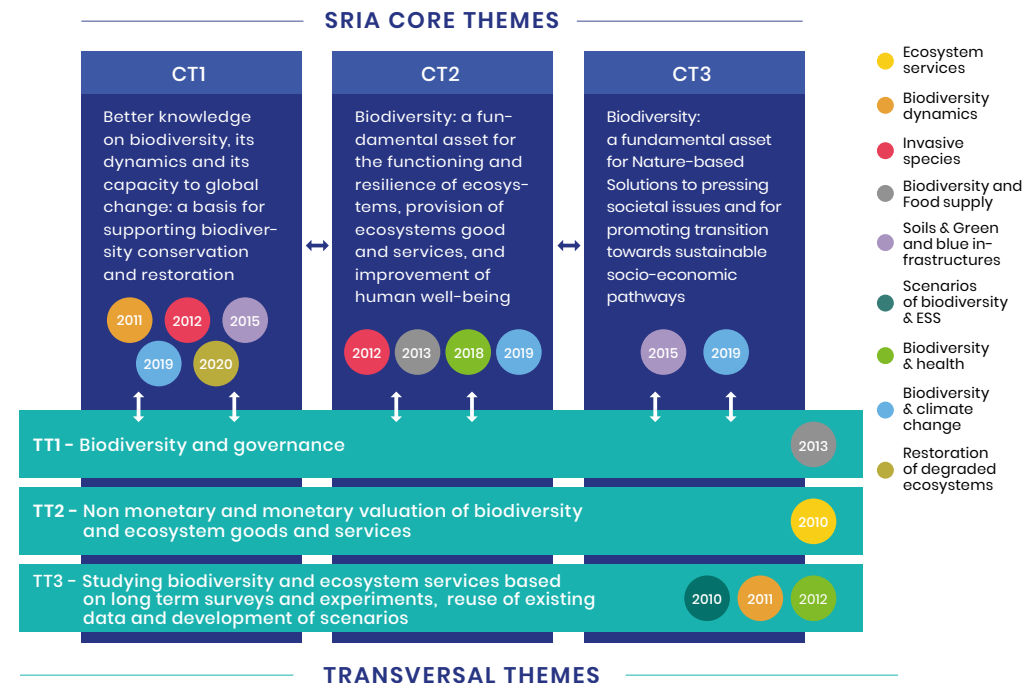 SRIA CORE THEMES
CT1
Better knowledge
on biodiversity, its
dynamics and its
capacity to global
change: a basis for
supporting biodiver-
sity conservation
and restoration
2011
2012
2015
2019
2020
CT2
Biodiversity: a fun-
damental asset for
the functioning and
resilience of ecosys-
tems, provision of
ecosystems good
and services, and
improvement of
human well-being
2012
2013
2018
2019
CT3
Biodiversity:
a fundamental asset
for Nature-based
Solutions to pressing
societal issues and for
promoting transition
towards sustainable
socio-economic
pathways
2015
2019
TT1 - Biodiversity and governance
2013
TT2 - Non monetary and monetary valuation of biodiversity
and ecosystem goods and services
2010
TT3 - Studying biodiversity and ecosystem services based
on long term surveys and experiments, reuse of existing
data and development of scenarios
2010
2011
2012
TRANSVERSAL THEMES
Ecosystem
services
Biodiversity
dynamics
Invasive
species
Biodiversity and
Food supply
Soils & Green
and blue in-
frastructures
Scenarios
of biodiversity
& ESS
Biodiversity
& health
Biodiversity
& climate
change
Restoration
of degraded
ecosystems